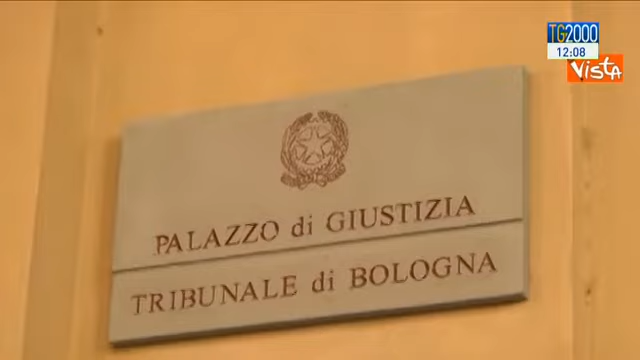 TG2000
12:08
VISTA
PALAZZO di GIUSTIZIA
TRIBUNALE di BOLOGNA